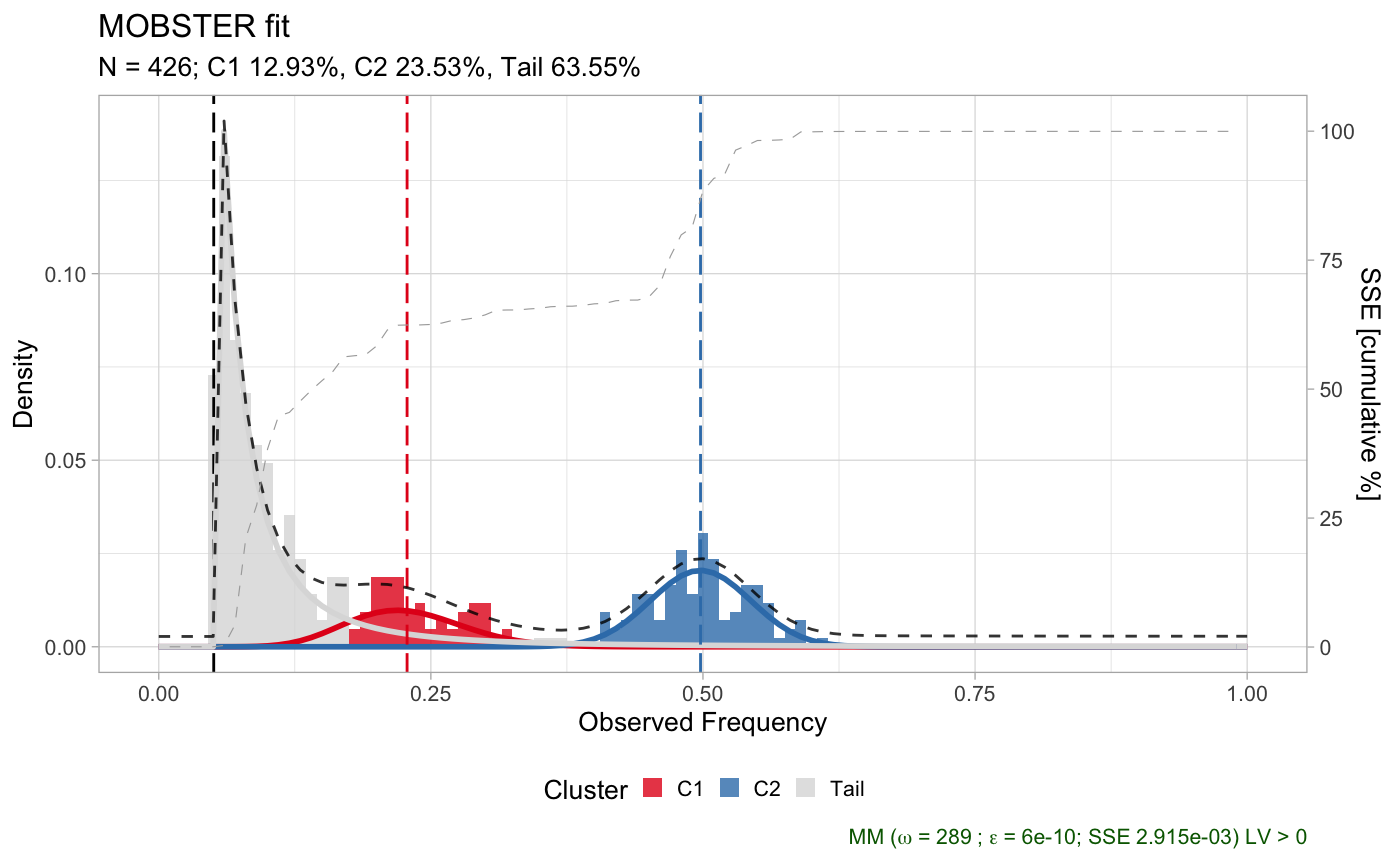 MOBSTER fit
N = 426; C1 12.93%, C2 23.53%, Tail 63.55%
Density
0.10
0.05
0.00
100
75
50
25
0
SSE [cumulative %]
0.00 0.25 0.50 0.75 1.00
Observed Frequency
Cluster C1 C2 Tail
MM (ω = 289 ; ε = 6e-10; SSE 2.915e-03) LV > 0